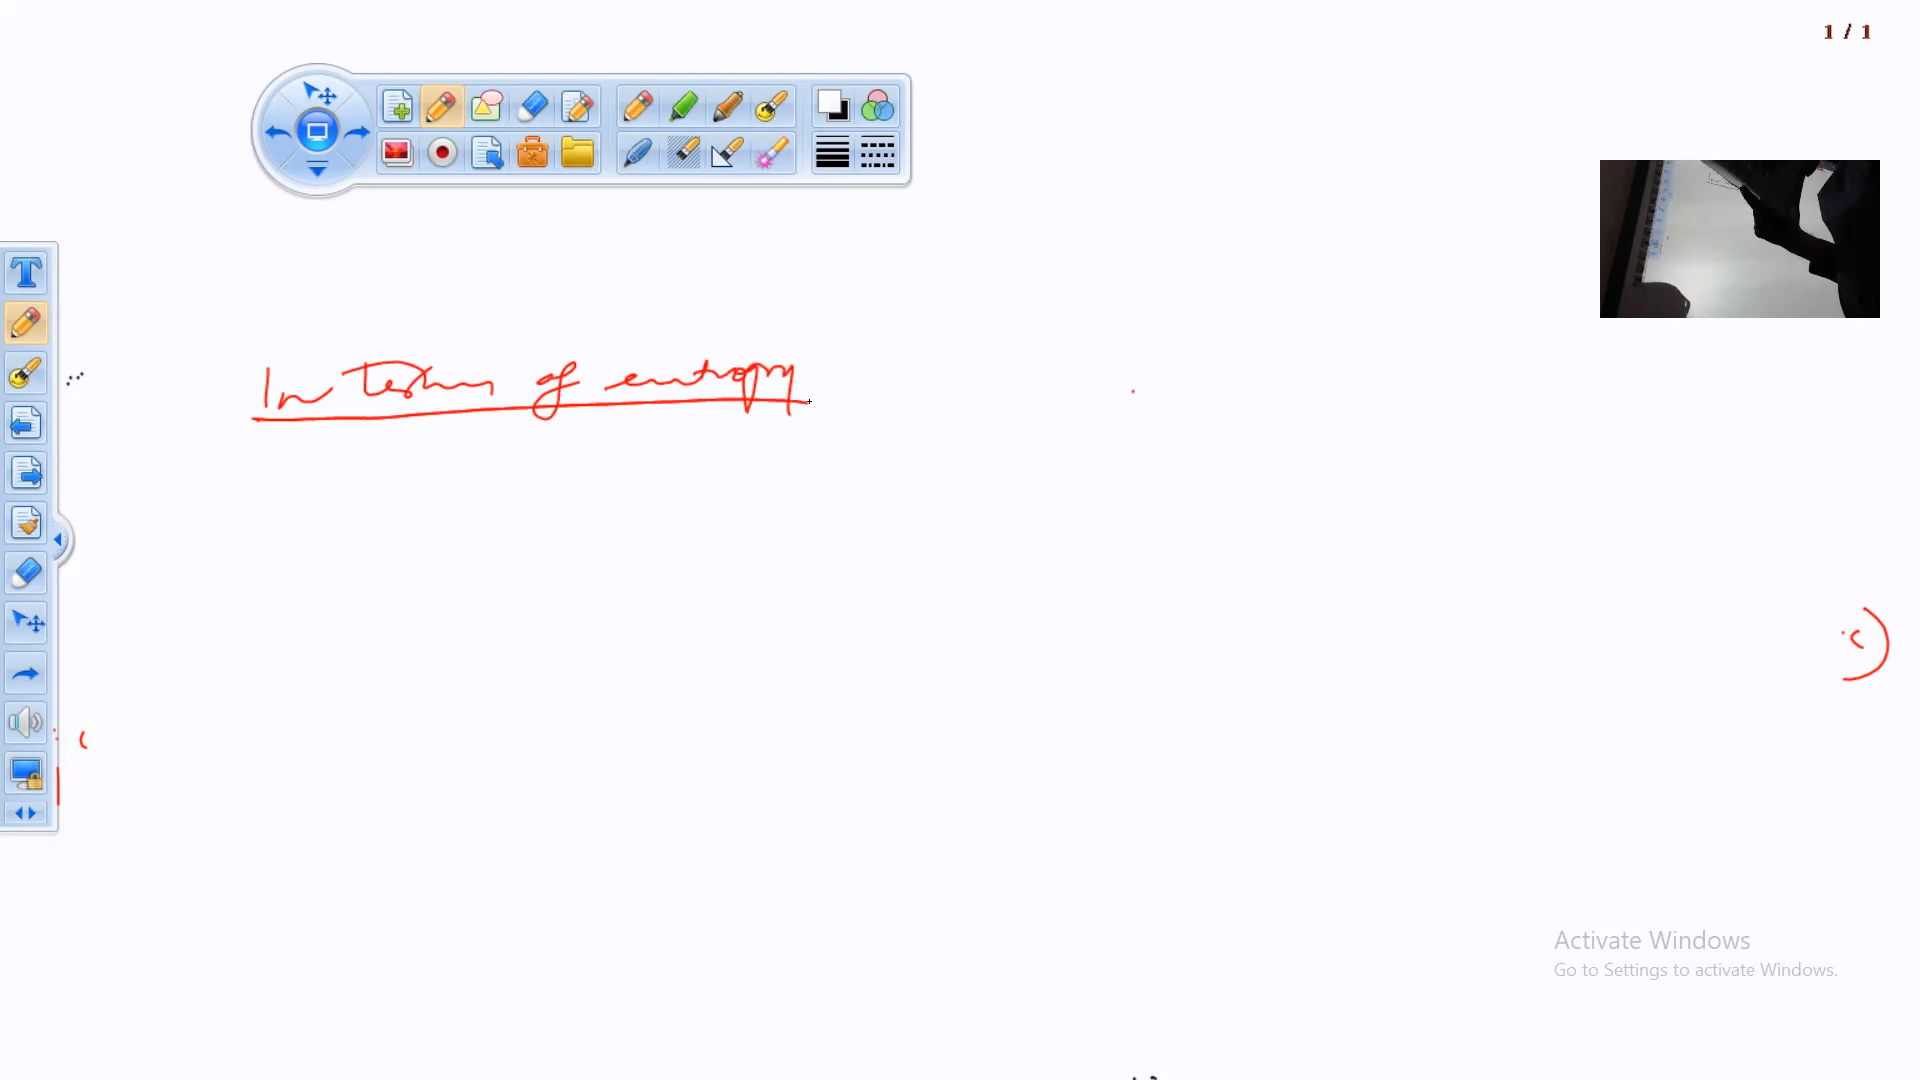 1 / 1
In terms of entropy
Activate Windows
Go to Settings to activate Windows.